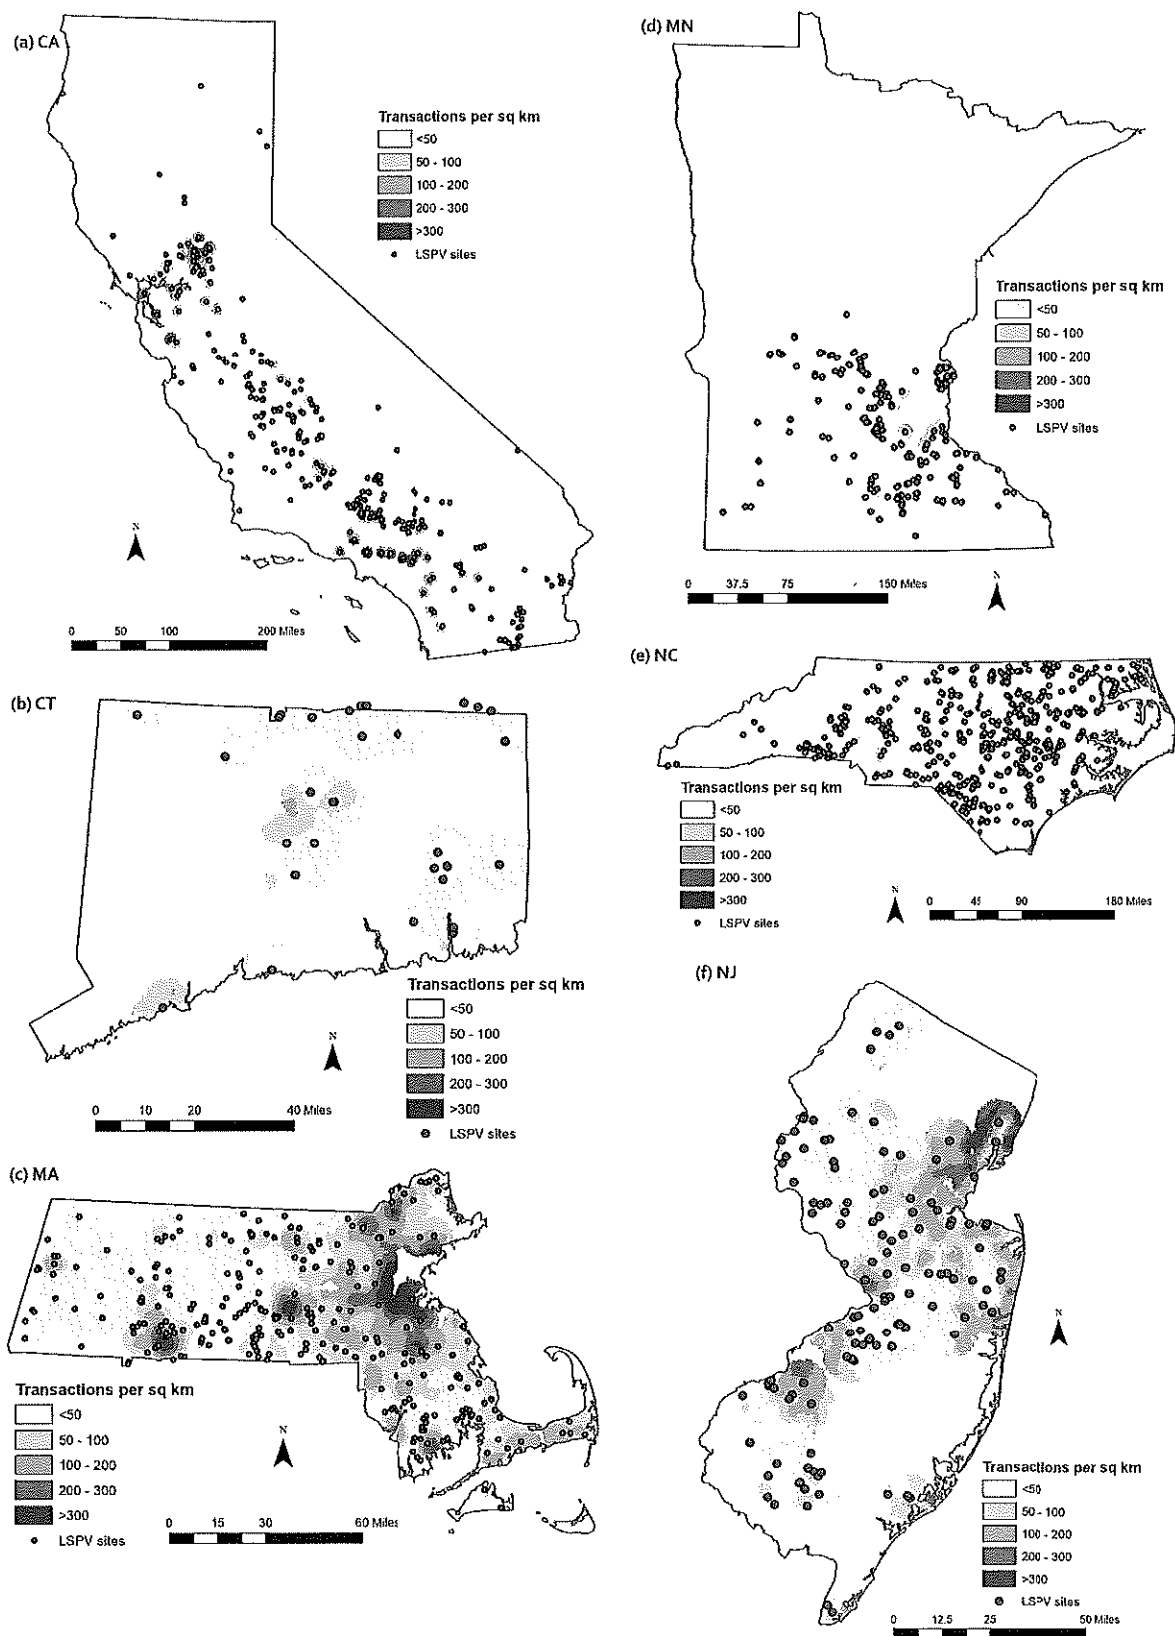 (a) CA
Transactions per sq km
<50
50 - 100
100 - 200
200 - 300
>300
LSPV sites
N
0 50 100 200 Miles
(b) CT
Transactions per sq km
<50
50 - 100
100 - 200
200 - 300
>300
LSPV sites
N
0 10 20 40 Miles
(c) MA
Transactions per sq km
<50
50 - 100
100 - 200
200 - 300
>300
LSPV sites
N
0 15 30 60 Miles
(d) MN
Transactions per sq km
<50
50 - 100
100 - 200
200 - 300
>300
LSPV sites
0 37.5 75 150 Miles
N
(e) NC
Transactions per sq km
<50
50 - 100
100 - 200
200 - 300
>300
LSPV sites
N
0 45 90 180 Miles
(f) NJ
N
Transactions per sq km
<50
50 - 100
100 - 200
200 - 300
>300
LSPV sites
0 12.5 25 50 Miles